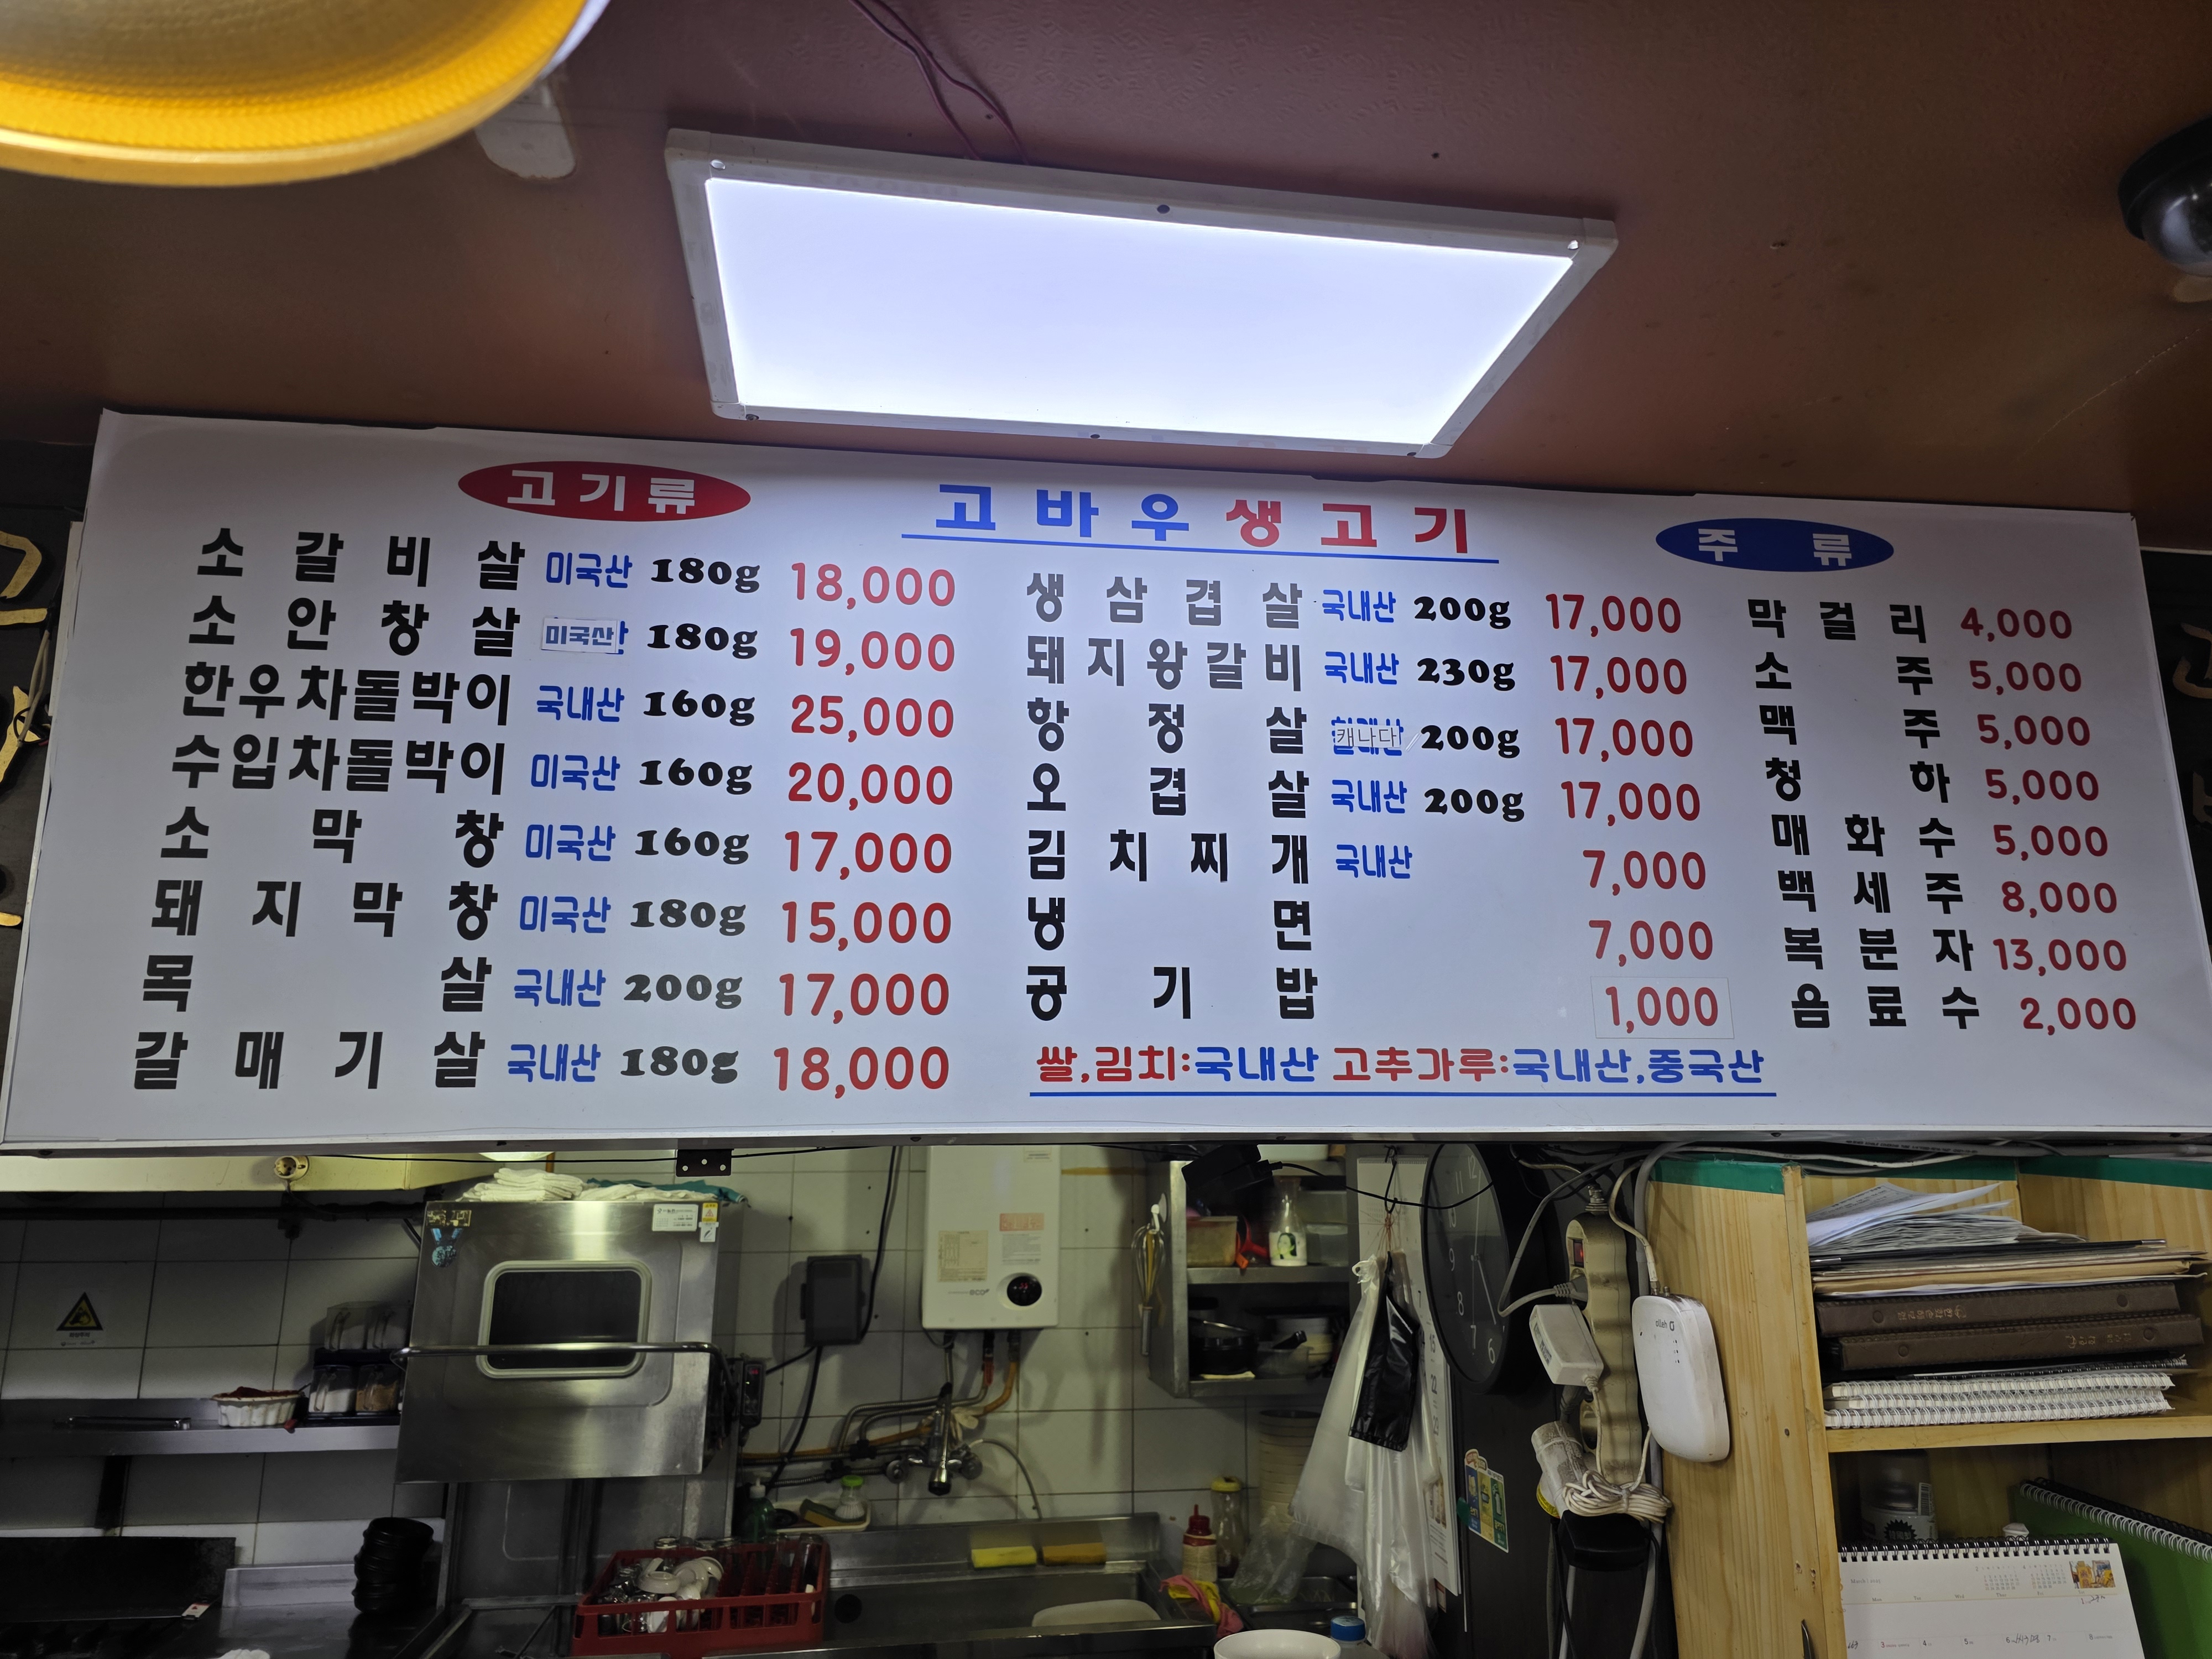 고기류
소갈비살 미국산 180g 18,000
소안창살 미국산 180g 19,000
한우차돌박이 국내산 160g 25,000
수입차돌박이 미국산 160g 20,000
소막창 미국산 160g 17,000
돼지막창 미국산 180g 15,000
목살 국내산 200g 17,000
갈매기살 국내산 180g 18,000
고바우생고기
생삼겹살 국내산 200g 17,000
돼지왕갈비 국내산 230g 17,000
항정살 캐나다 200g 17,000
오겹살 국내산 200g 17,000
김치찌개 국내산 7,000
냉면 7,000
공기밥 1,000
쌀,김치:국내산 고추가루:국내산,중국산
주류
막걸리 4,000
소주 5,000
맥주 5,000
청하 5,000
매화수 5,000
백세주 8,000
복분자 13,000
음료수 2,000
eco
olleh